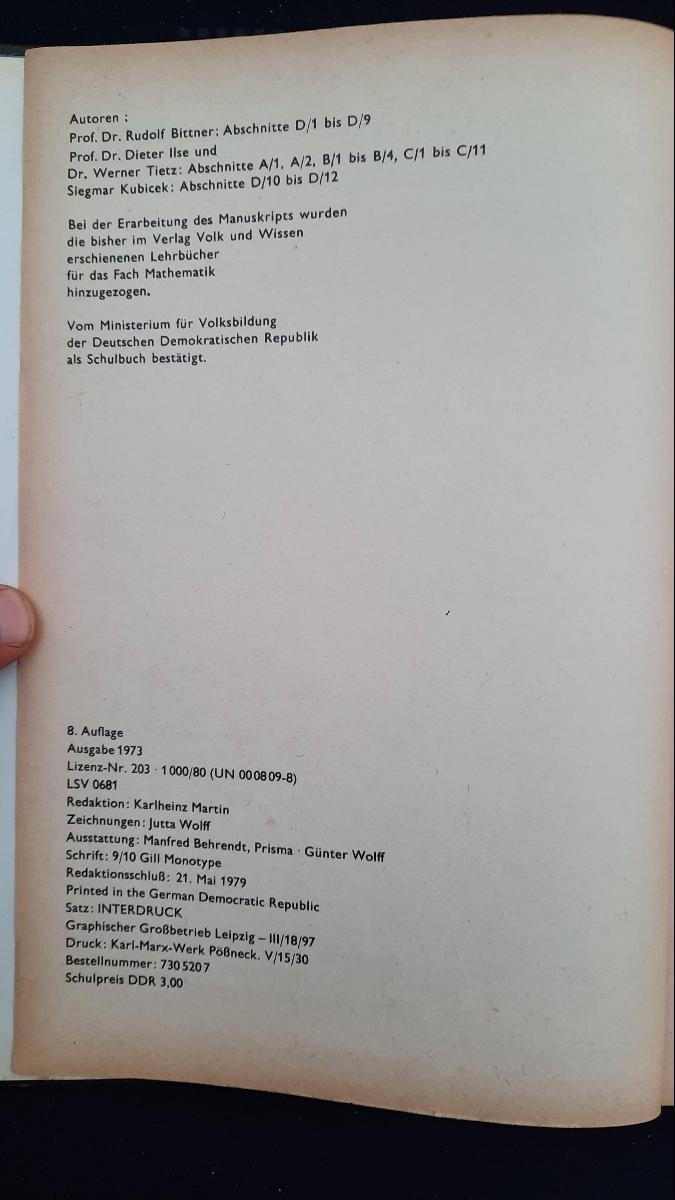 Autoren :
Prof. Dr. Rudolf Bittner; Abschnitte D/1 bis D/9
Prof. Dr. Dieter Ilse und
Dr. Werner Tietz: Abschnitte A/1, A/2, B/1 bis B/4, C/1 bis C/11
Siegmar Kubicek: Abschnitte D/10 bis D/12
Bei der Erarbeitung des Manuskripts wurden
die bisher im Verlag Volk und Wissen
erschienenen Lehrbücher
für das Fach Mathematik
hinzugezogen.
Vom Ministerium für Volksbildung
der Deutschen Demokratischen Republik
als Schulbuch bestätigt.
8. Auflage
Ausgabe 1973
Lizenz-Nr. 203 · 1000/80 (UN 000809-8)
LSV 0681
Redaktion: Karlheinz Martin
Zeichnungen: Jutta Wolff
Ausstattung: Manfred Behrendt, Prisma · Günter Wolff
Schrift: 9/10 Gill Monotype
Redaktionsschluß: 21. Mai 1979
Printed in the German Democratic Republic
Satz: INTERDRUCK
Graphischer Großbetrieb Leipzig – III/18/97
Druck: Karl-Marx-Werk Pößneck. V/15/30
Bestellnummer: 730 520 7
Schulpreis DDR 3,00